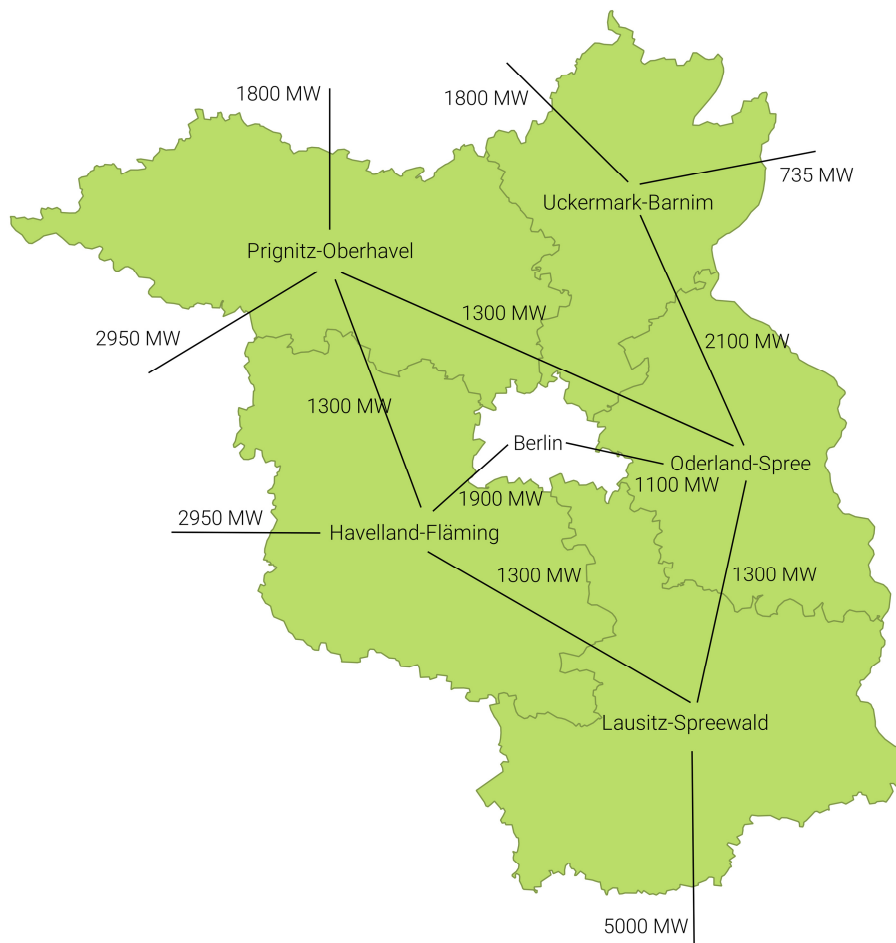 1800 MW
1800 MW
735 MW
Uckermark-Barnim
Prignitz-Oberhavel
1300 MW
2950 MW
2100 MW
1300 MW
Berlin
Oderland-Spree
1100 MW
1900 MW
2950 MW
Havelland-Fläming
1300 MW
1300 MW
Lausitz-Spreewald
5000 MW